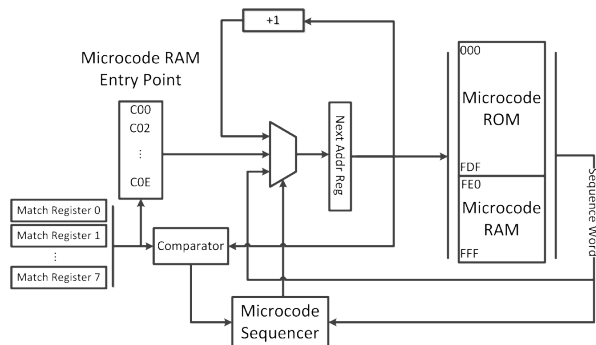 +1
Microcode RAM
Entry Point
C00
C02
⋮
C0E
Next Addr Reg
000
Microcode
ROM
FDF
FE0
Microcode
RAM
FFF
Sequence Word
Match Register 0
Match Register 1
⋮
Match Register 7
Comparator
Microcode
Sequencer